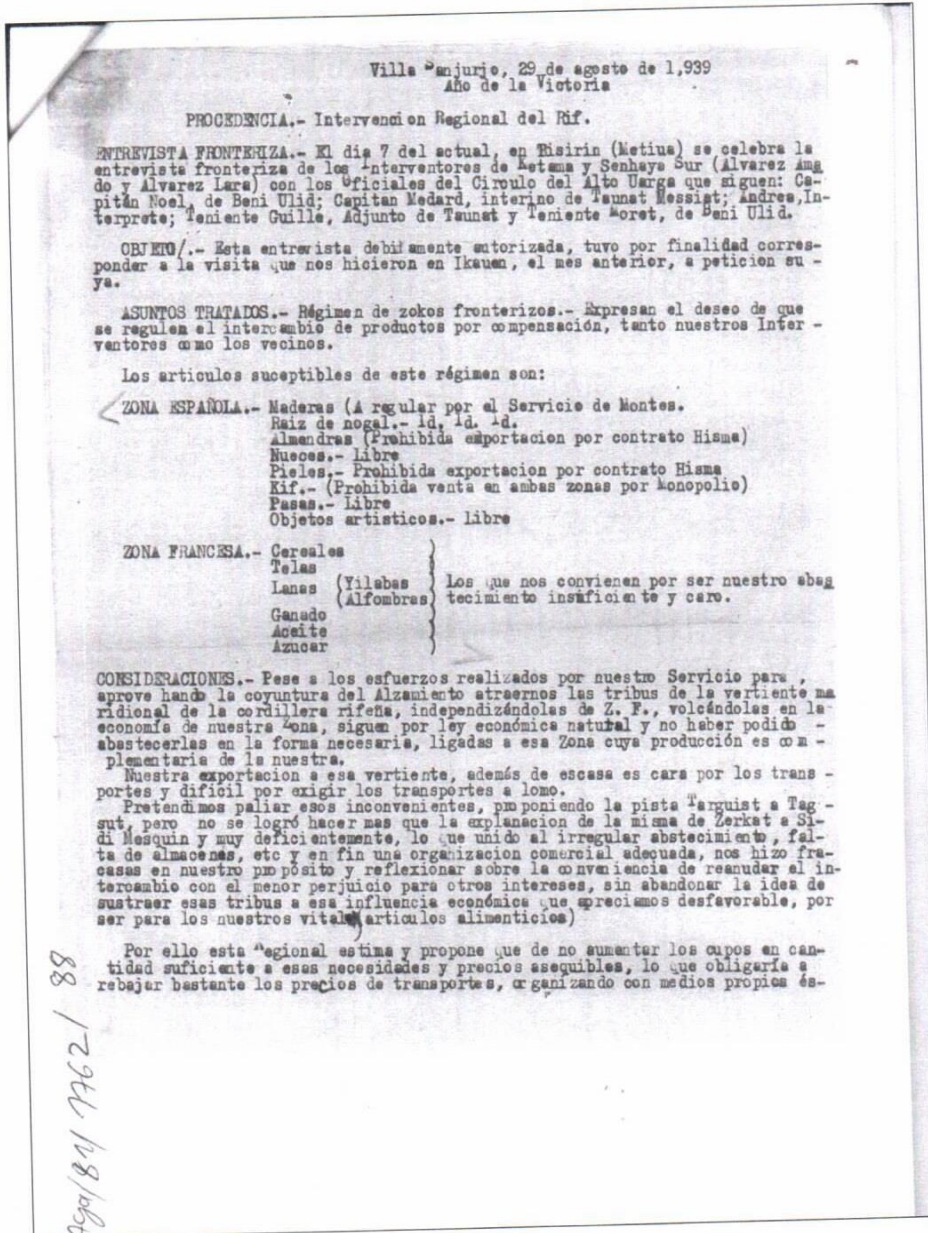 Villa Sanjurjo, 29 de agosto de 1,939
Año de la Victoria
PROCEDENCIA.- Intervencion Regional del Rif.
ENTREVISTA FRONTERIZA.- El dia 7 del actual, en Tisirin (Metiua) se celebra la
entrevista fronteriza de los Interventores de Ketama y Senhaya Sur (Alvarez Ama
do y Alvarez Lara) con los Oficiales del Circulo del Alto Uarga que siguen: Ca-
pitán Noel, de Beni Ulid; Capitan Medard, interino de Taunat Messiat; Andrea,In-
terprete; Teniente Guille, Adjunto de Taunat y Teniente Moret, de Beni Ulid.
OBJETO/.- Esta entrevista debidamente autorizada, tuvo por finalidad corres-
ponder a la visita que nos hicieron en Ikauen, el mes anterior, a peticion su -
ya.
ASUNTOS TRATADOS.- Régimen de zokos fronterizos.- Expresan el deseo de que
se regulen el intercambio de productos por compensación, tanto nuestros Inter -
ventores como los vecinos.
Los articulos suceptibles de este régimen son:
ZONA ESPAÑOLA.- Maderas (A regular por el Servicio de Montes.
Raiz de nogal.- Id. Id. Id.
Almendras (Prohibida exportacion por contrato Hisma)
Nueces.- Libre
Pieles.- Prohibida exportacion por contrato Hisma
Kif.- (Prohibida venta en ambas zonas por Monopolio)
Pasas.- Libre
Objetos artisticos.- Libre
ZONA FRANCESA.- Cereales
Telas
Lanas (Yilabas
(Alfombras
Ganado
Aceite
Azucar
Los que nos convienen por ser nuestro abas
tecimiento insuficiente y caro.
CONSIDERACIONES.- Pese a los esfuerzos realizados por nuestro Servicio para ,
aprove hando la coyuntura del Alzamiento atraernos las tribus de la vertiente me
ridional de la cordillera rifeña, independizándolas de Z. F., volcándolas en la
economía de nuestra Zona, siguen por ley económica natural y no haber podido -
abastecerlas en la forma necesaria, ligadas a esa Zona cuya producción es com -
plementaria de la nuestra.
Nuestra exportacion a esa vertiente, además de escasa es cara por los trans -
portes y difícil por exigir los transportes a lomo.
Pretendimos paliar esos inconvenientes, proponiendo la pista Targuist a Tag -
sut, pero no se logró hacer mas que la explanacion de la misma de Zerkat a Si-
di Mesquin y muy deficientemente, lo que unido al irregular abstecimiento, fal-
ta de almacenes, etc y en fin una organizacion comercial adecuada, nos hizo fra-
casas en nuestro propósito y reflexionar sobre la conveniencia de reanudar el in-
tercambio con el menor perjuicio para otros intereses, sin abandonar la idea de
sustraer esas tribus a esa influencia económica que apreciamos desfavorable, por
ser para los nuestros vital (articulos alimenticios)
Por ello esta Regional estima y propone que de no aumentar los cupos en can-
tidad suficiente a esas necesidades y precios asequibles, lo que obligaría a
rebajar bastante los precios de transportes, organizando con medios propios és-
88